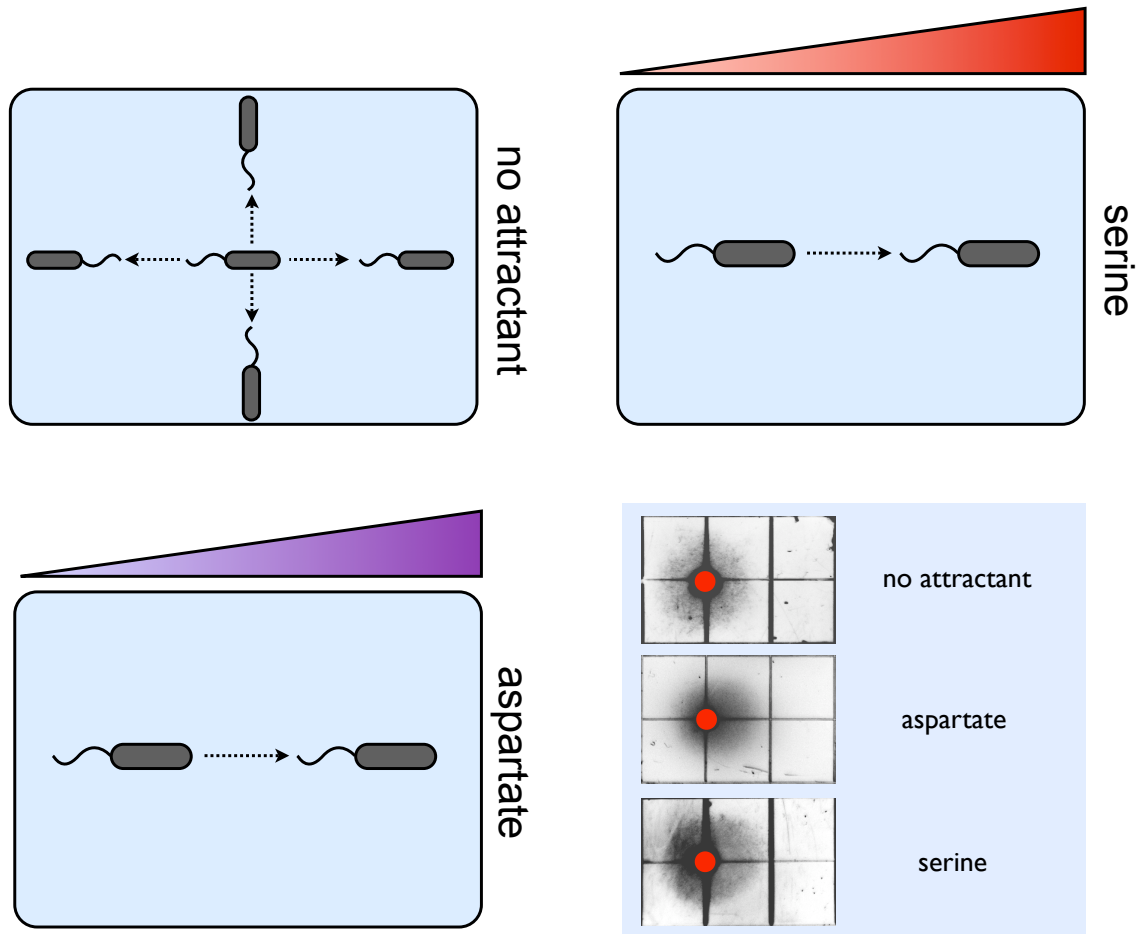 no attractant
serine
aspartate
no attractant
aspartate
serine